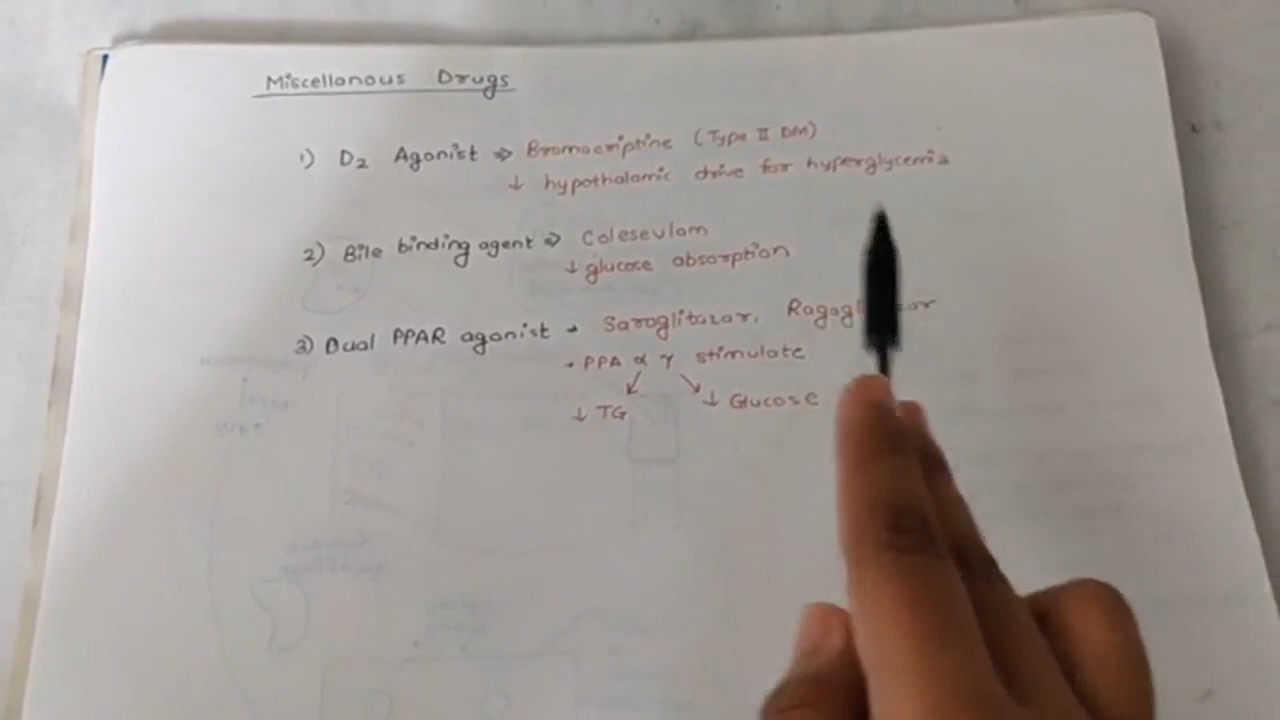 Miscellanous Drugs
1) D2 Agonist ⇒ Bromocriptine (Type II DM)
↓ hypothalamic drive for hyperglycemia
2) Bile binding agent ⇒ Colesevlam
↓ glucose absorption
3) Dual PPAR agonist → Saroglitazar,
→ PPA α γ stimulate
↓ TG ↓ Glucose